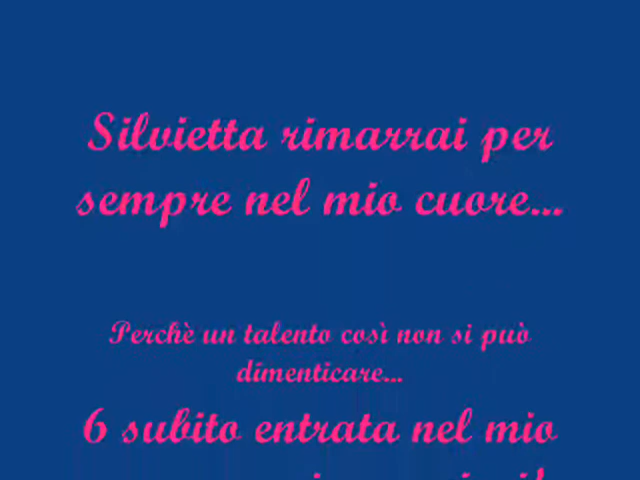 Silvietta rimarrai per
sempre nel mio cuore...
Perchè un talento così non si può
dimenticare...
6 subito entrata nel mio